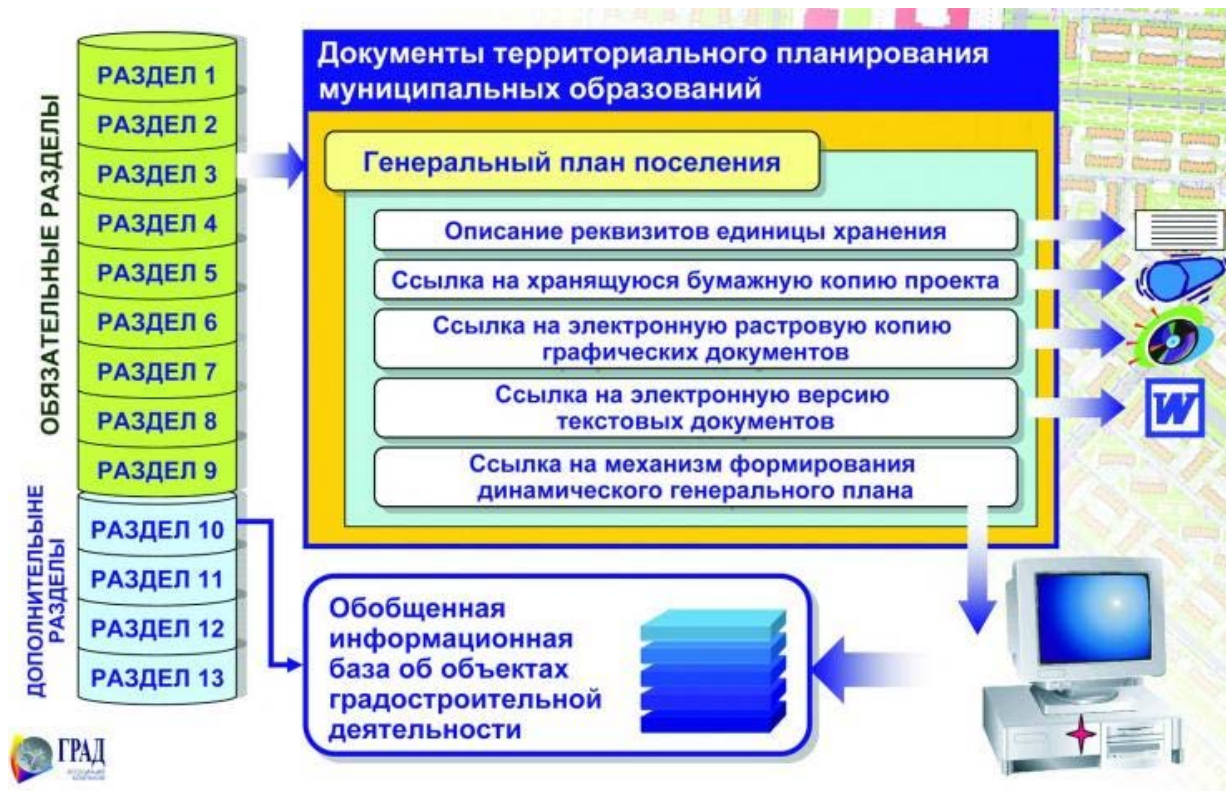 ОБЯЗАТЕЛЬНЫЕ РАЗДЕЛЫ
РАЗДЕЛ 1
РАЗДЕЛ 2
РАЗДЕЛ 3
РАЗДЕЛ 4
РАЗДЕЛ 5
РАЗДЕЛ 6
РАЗДЕЛ 7
РАЗДЕЛ 8
РАЗДЕЛ 9
ДОПОЛНИТЕЛЬИНЕ
РАЗДЕЛЫ
РАЗДЕЛ 10
РАЗДЕЛ 11
РАЗДЕЛ 12
РАЗДЕЛ 13
Документы территориального планирования
муниципальных образований
Генеральный план поселения
Описание реквизитов единицы хранения
Ссылка на хранящуюся бумажную копию проекта
Ссылка на электронную растровую копию
графических документов
Ссылка на электронную версию
текстовых документов
Ссылка на механизм формирования
динамического генерального плана
W
Обобщенная
информационная
база об объектах
градостроительной
деятельности
ГРАД
АССОЦИАЦИЯ
КОМПАНИЙ